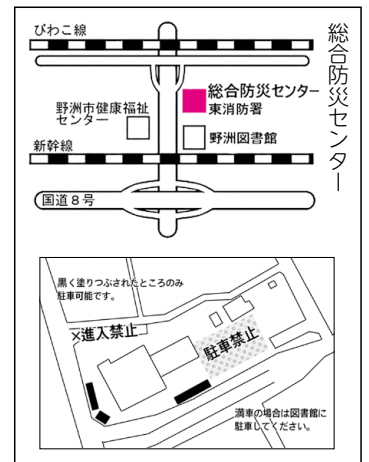 総合防災センター
びわこ線
総合防災センター
東消防署
野洲市健康福祉
センター
野洲図書館
新幹線
国道8号
黒く塗りつぶされたところのみ
駐車可能です。
×進入禁止
駐車禁止
満車の場合は図書館に
駐車してください。